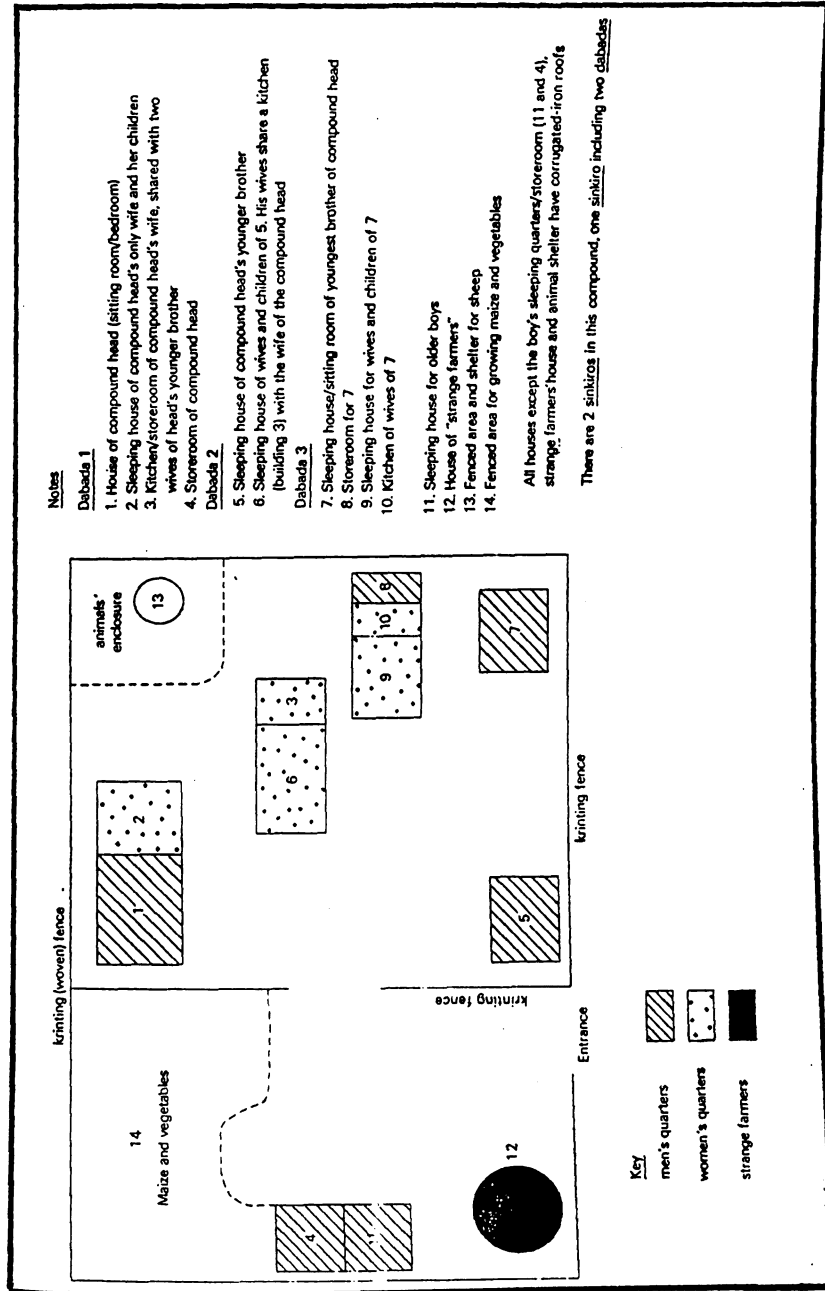 krinting (woven) fence
14
Maize and vegetables
1
2
animals'
enclosure
13
6
3
4
9
10
8
krinting fence
12
Entrance
5
7
krinting fence
Key
men's quarters
women's quarters
strange farmers
Notes
Dabada 1
1. House of compound head (sitting room/bedroom)
2. Sleeping house of compound head's only wife and her children
3. Kitchen/storeroom of compound head's wife, shared with two
wives of head's younger brother
4. Storeroom of compound head
Dabada 2
5. Sleeping house of compound head's younger brother
6. Sleeping house of wives and children of 5. His wives share a kitchen
(building 3) with the wife of the compound head
Dabada 3
7. Sleeping house/sitting room of youngest brother of compound head
8. Storeroom for 7
9. Sleeping house for wives and children of 7
10. Kitchen of wives of 7
11. Sleeping house for older boys
12. House of "strange farmers"
13. Fenced area and shelter for sheep
14. Fenced area for growing maize and vegetables
All houses except the boy's sleeping quarters/storeroom (11 and 4),
strange farmers' house and animal shelter have corrugated-iron roofs
There are 2 sinkiros in this compound, one sinkiro including two dabadas